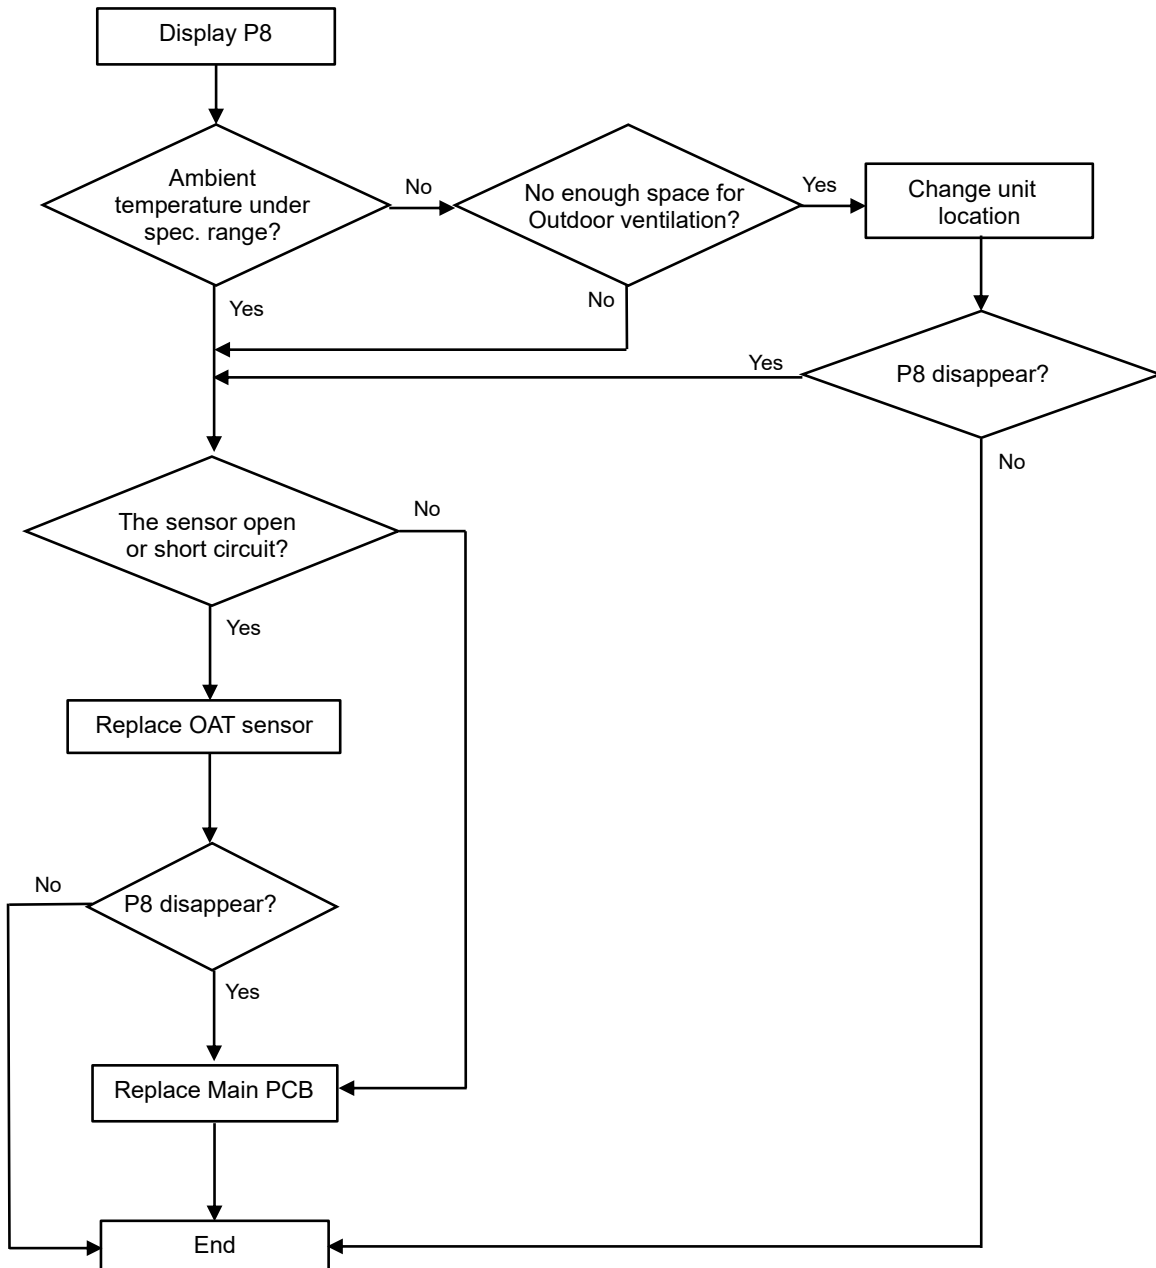 Display P8
Ambient
temperature under
spec. range?
No
No enough space for
Outdoor ventilation?
Yes
Change unit
location
Yes
No
Yes
P8 disappear?
No
The sensor open
or short circuit?
No
Yes
Replace OAT sensor
No
P8 disappear?
Yes
Replace Main PCB
End